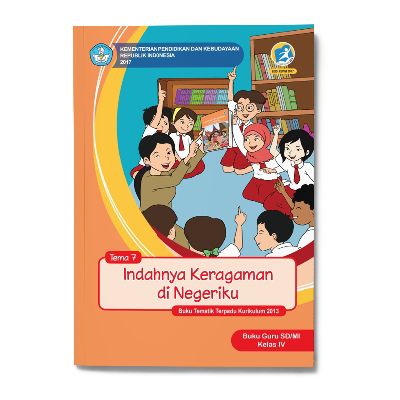 KEMENTERIAN PENDIDIKAN DAN KEBUDAYAAN
REPUBLIK INDONESIA
2017
Tema 7
Indahnya Keragaman
di Negeriku
Buku Tematik Terpadu Kurikulum 2013
Buku Guru SD/MI
Kelas IV